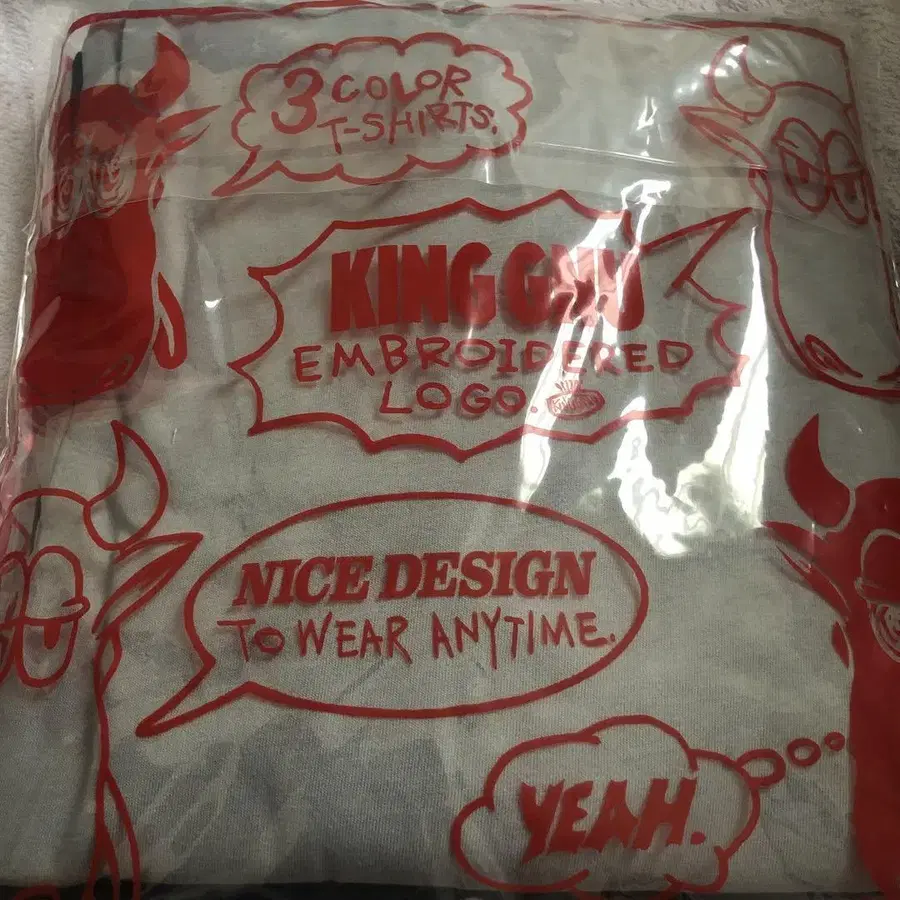 3 COLOR
T-SHIRTS.
KING GNU
EMBROIDERED
LOGO.
NICE DESIGN
TO WEAR ANYTIME.
YEAH.